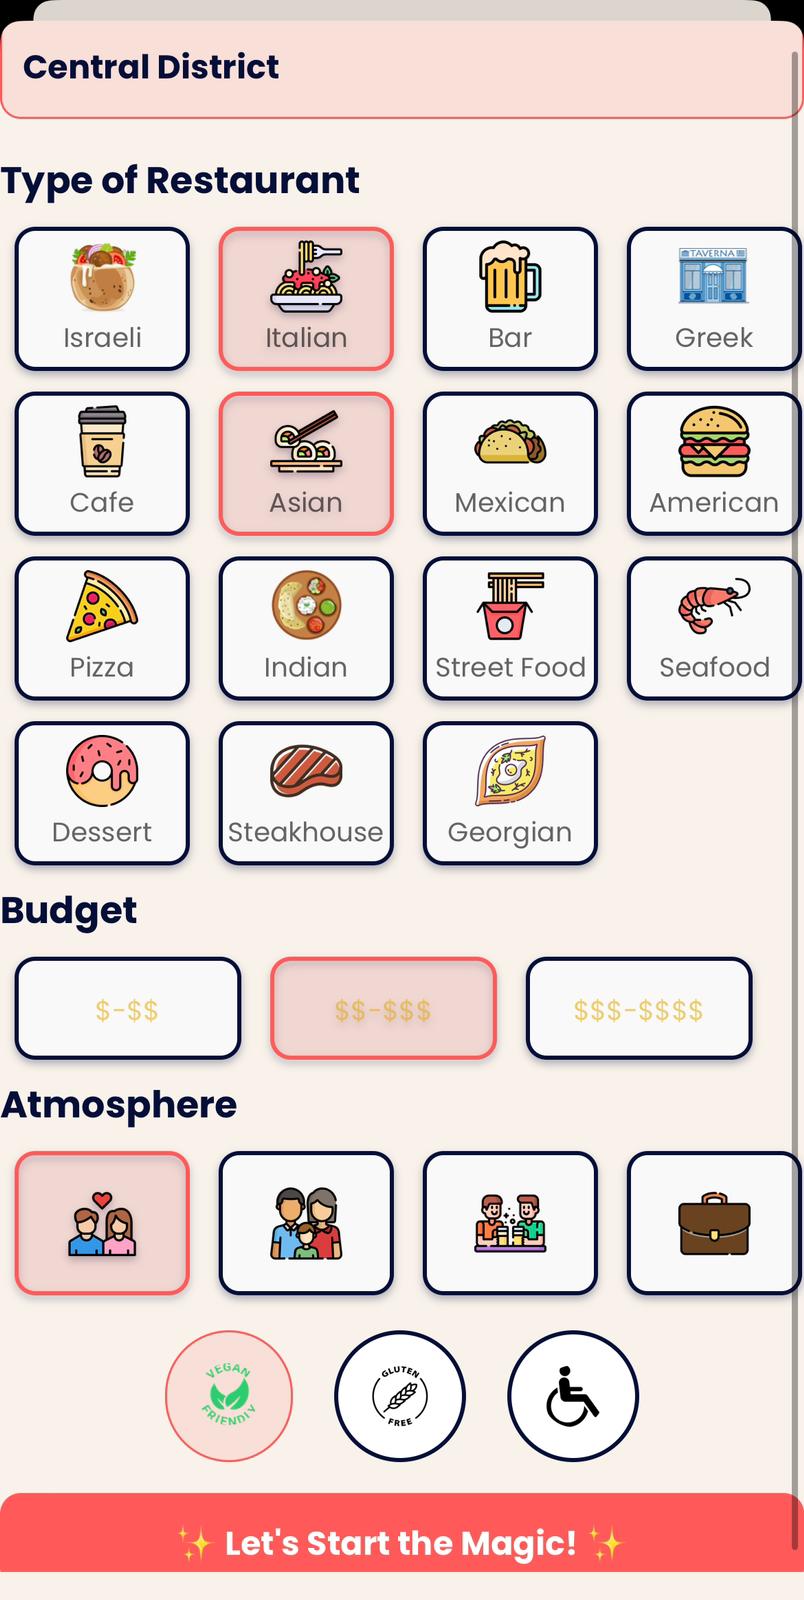 Central District
Type of Restaurant
Israeli
Italian
Bar
TAVERNA
Greek
Cafe
Asian
Mexican
American
Pizza
Indian
Street Food
Seafood
Dessert
Steakhouse
Georgian
Budget
$-$$
$$-$$$
$$$-$$$$
Atmosphere
VEGAN
FRIENDLY
GLUTEN
FREE
✨ Let's Start the Magic! ✨